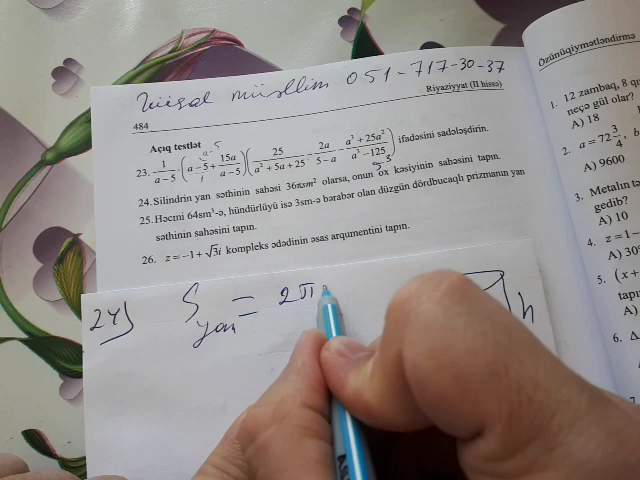 müəllim 051-717-30-37
Riyaziyyat (II hissə)
484
Açıq testlər
23. 1/(a-5) · (a-5+15a/(a-5)) (25/(a²+5a+25) - 2a/(5-a) - (a³+25a²)/(a³-125)) ifadəsini sadələşdirin.
24. Silindrin yan səthinin sahəsi 36πsm² olarsa, onun ox kəsiyinin sahəsini tapın.
25. Həcmi 64sm³-ə, hündürlüyü isə 3sm-ə bərabər olan düzgün dördbucaqlı prizmanın yan
səthinin sahəsini tapın.
26. z=-1+√3i kompleks ədədinin əsas arqumentini tapın.
24) S yan = 2π
h
Özünüqiymətləndirmə
1. 12 zambaq, 8 
neçə gül olar?
A) 18
2. a=72 3/4, b
A) 9600
3. Metalın
gedib?
A) 10
4. z=1-
A) 30
5. (x+
A)
6. Δ